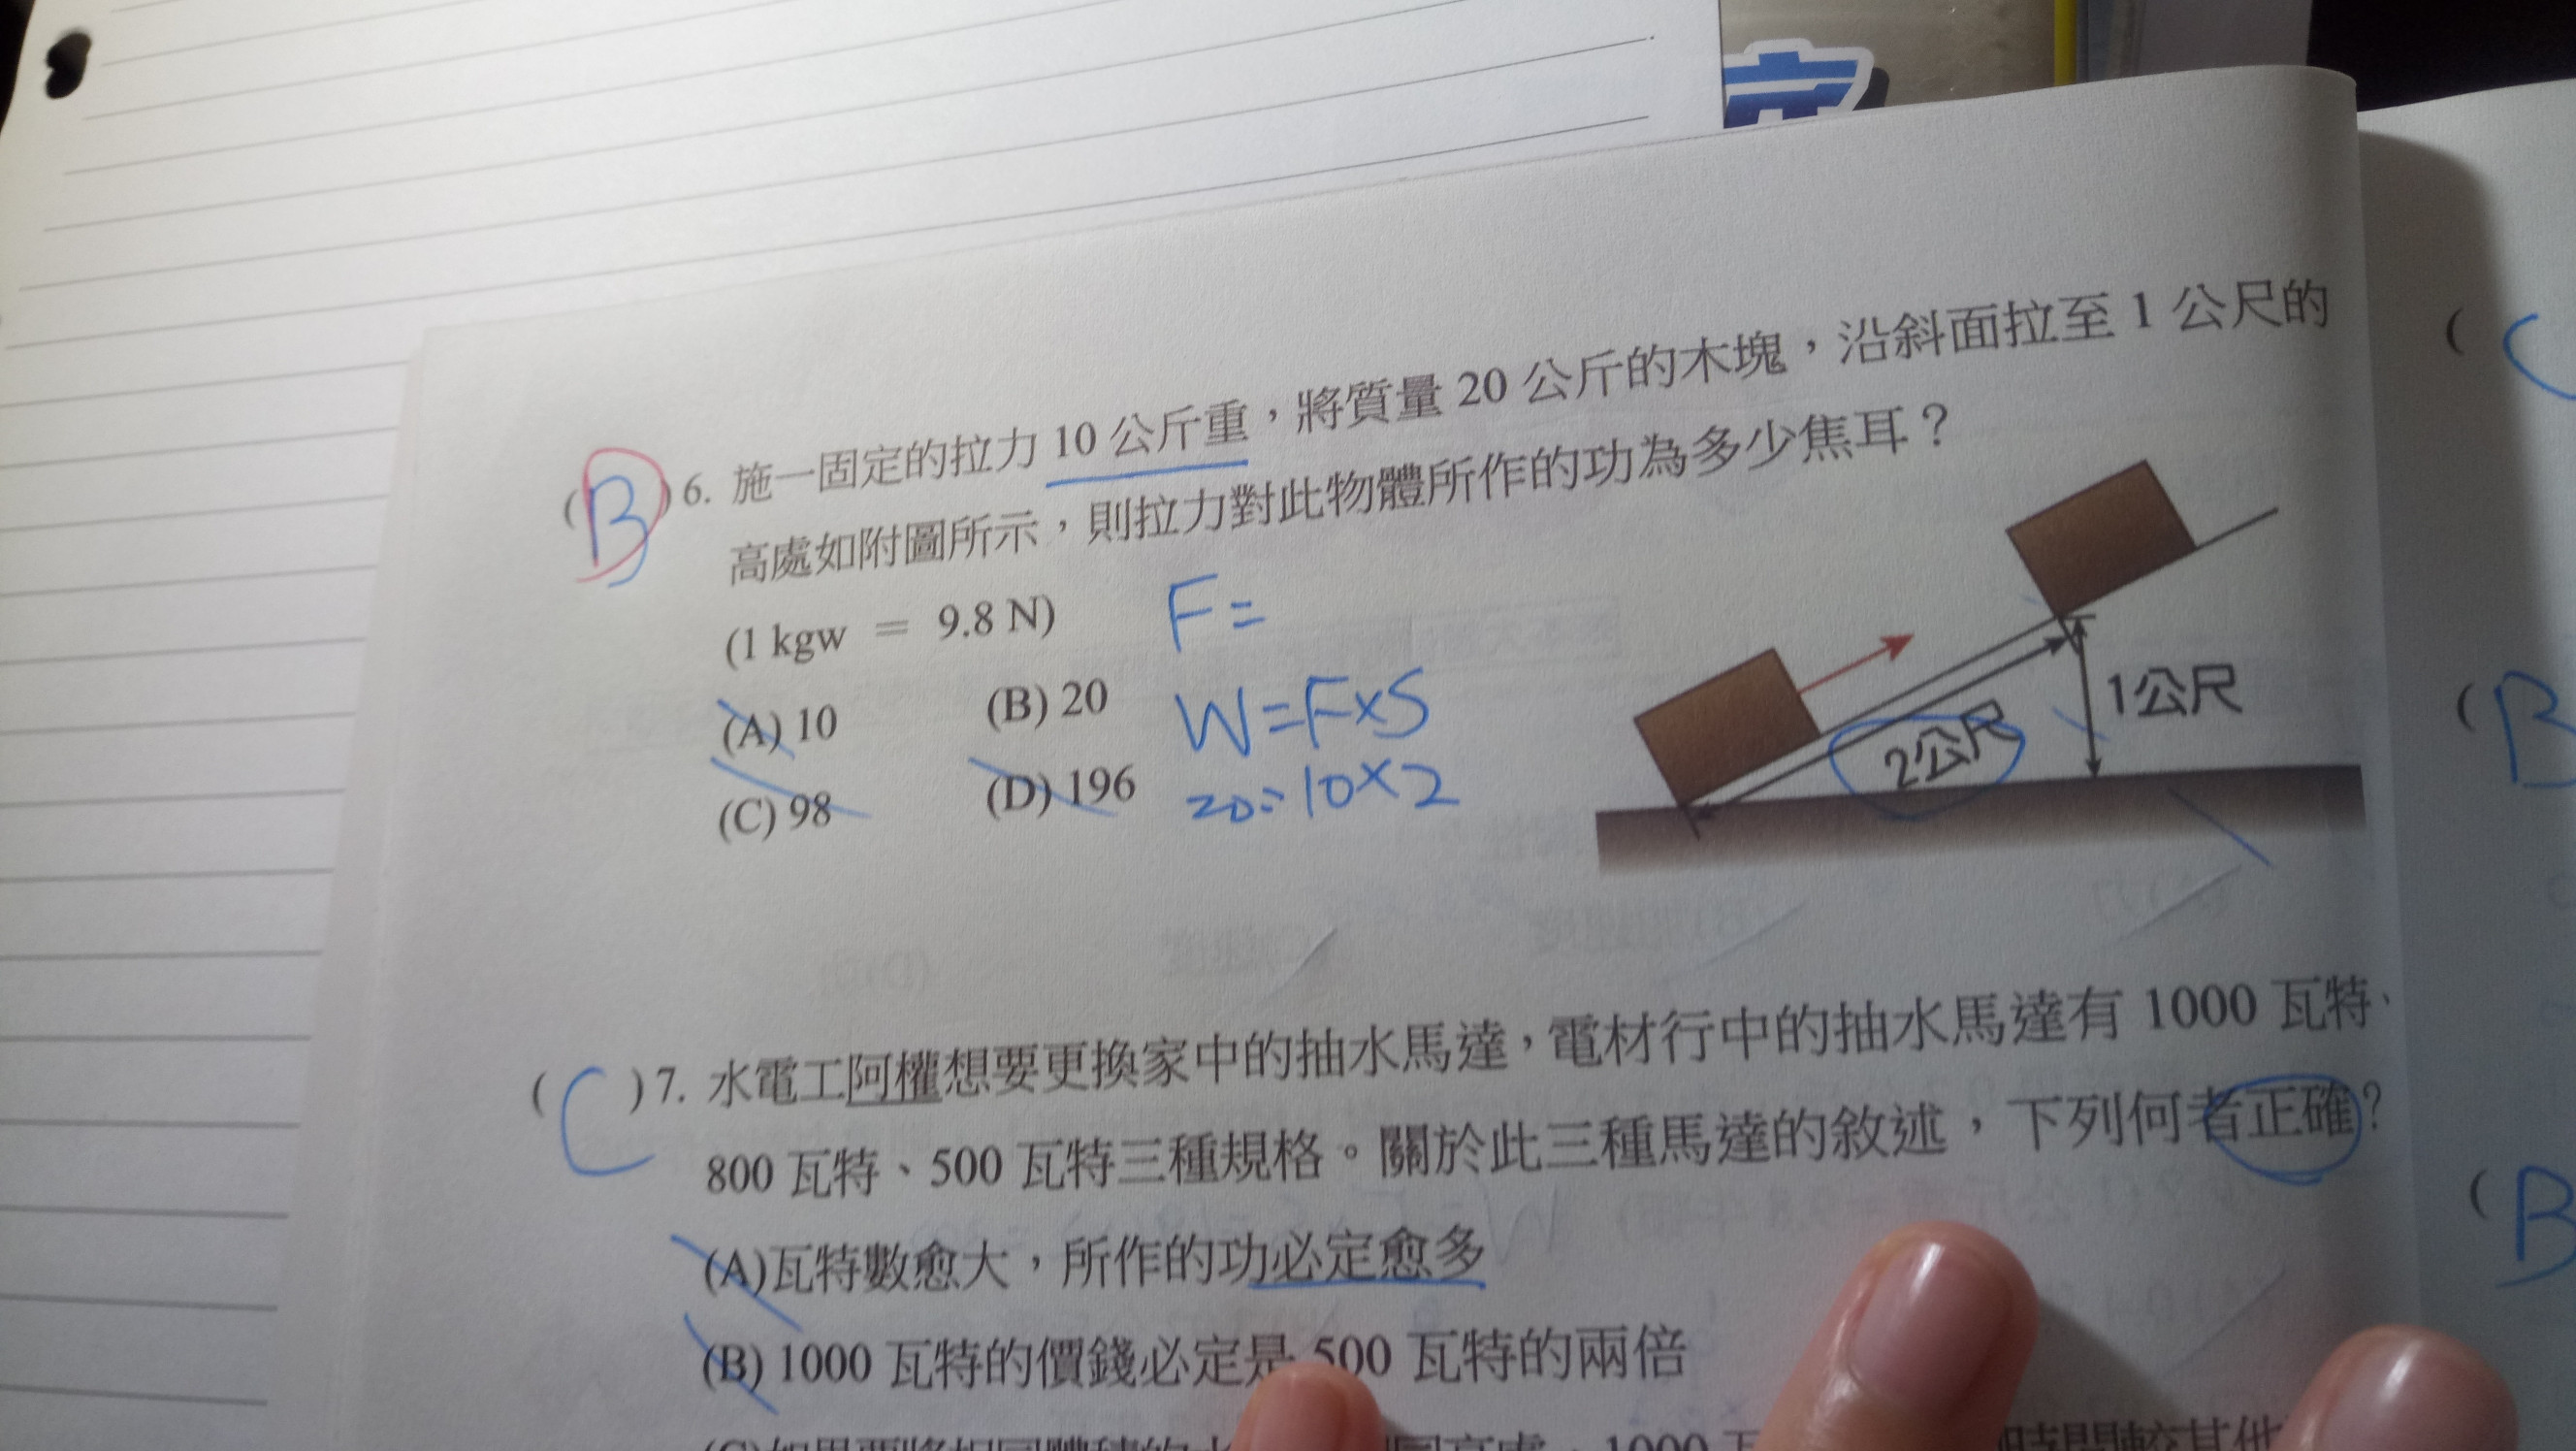 (B)6. 施一固定的拉力 10 公斤重，將質量 20 公斤的木塊，沿斜面拉至 1 公尺的
高處如附圖所示，則拉力對此物體所作的功為多少焦耳？
(1 kgw = 9.8 N)
F=
(A) 10 (B) 20
W=F×S
(C) 98 (D) 196
20=10×2
2公尺
1公尺
(C)7. 水電工阿權想要更換家中的抽水馬達，電材行中的抽水馬達有 1000 瓦特、
800 瓦特、500 瓦特三種規格。關於此三種馬達的敘述，下列何者正確？
(A)瓦特數愈大，所作的功必定愈多
(B) 1000 瓦特的價錢必定是 500 瓦特的兩倍
(
(B
(B